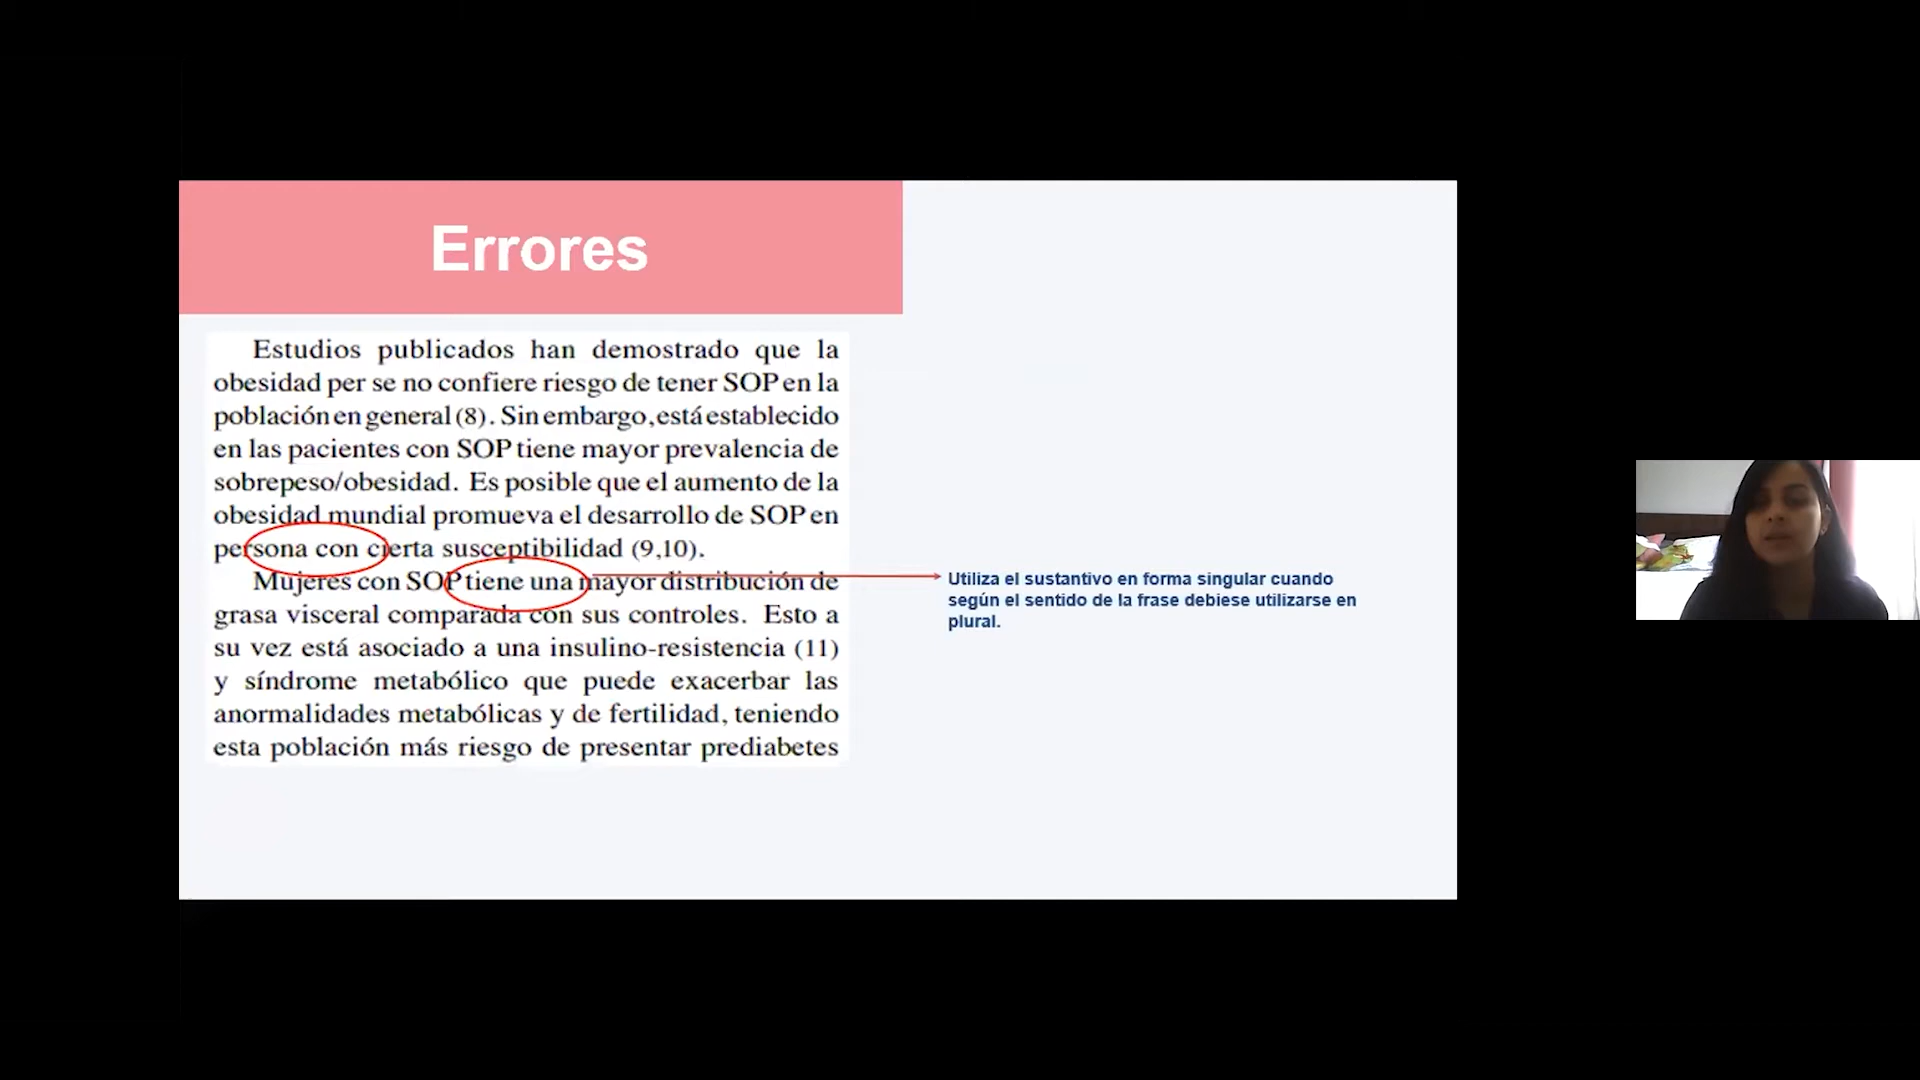 Errores
Estudios publicados han demostrado que la
obesidad per se no confiere riesgo de tener SOP en la
población en general (8). Sin embargo, está establecido
en las pacientes con SOP tiene mayor prevalencia de
sobrepeso/obesidad. Es posible que el aumento de la
obesidad mundial promueva el desarrollo de SOP en
persona con cierta susceptibilidad (9,10).
Mujeres con SOP tiene una mayor distribución de
grasa visceral comparada con sus controles. Esto a
su vez está asociado a una insulino-resistencia (11)
y síndrome metabólico que puede exacerbar las
anormalidades metabólicas y de fertilidad, teniendo
esta población más riesgo de presentar prediabetes
Utiliza el sustantivo en forma singular cuando
según el sentido de la frase debiese utilizarse en
plural.